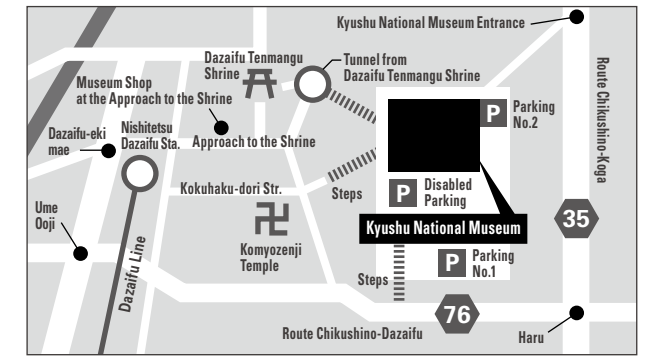 Kyushu National Museum Entrance
Dazaifu Tenmangu
Shrine
Tunnel from
Dazaifu Tenmangu Shrine
Museum Shop
at the Approach to the Shrine
P
Parking
No.2
Route Chikushino-Koga
Dazaifu-eki
mae
Nishitetsu
Dazaifu Sta.
Approach to the Shrine
Kokuhaku-dori Str.
Steps
P
Disabled
Parking
Ume
Ooji
Kyushu National Museum
35
Komyozenji
Temple
Dazaifu Line
P
Parking
No.1
Steps
76
Route Chikushino-Dazaifu
Haru